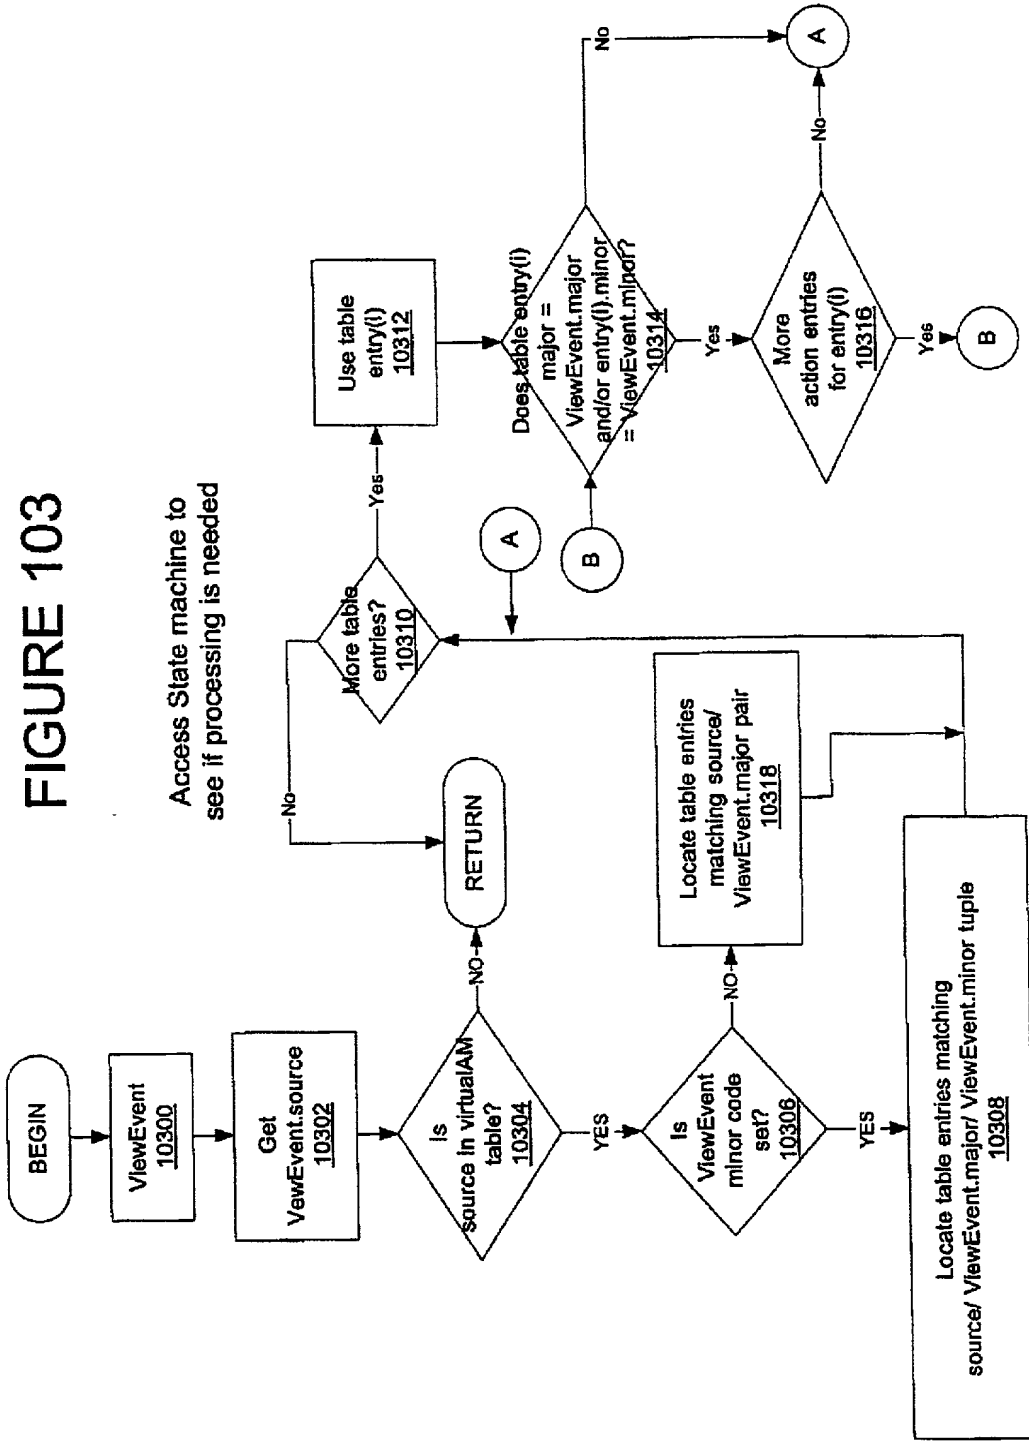 FIGURE 103
Access State machine to
see if processing is needed
BEGIN
ViewEvent
10300
Get
VewEvent.source
10302
Is
source in virtualAM
table?
10304
NO
RETURN
YES
Is
ViewEvent
minor code
set?
10306
NO
Locate table entries
matching source/
ViewEvent.major pair
10318
YES
Locate table entries matching
source/ ViewEvent.major/ ViewEvent.minor tuple
10308
More table
entries?
10310
No
Yes
Use table
entry(i)
10312
A
B
Does table entry(i)
major =
ViewEvent.major
and/or entry(i).minor
= ViewEvent.minor?
10314
No
Yes
More
action entries
for entry(i)
10316
No
A
Yes
B